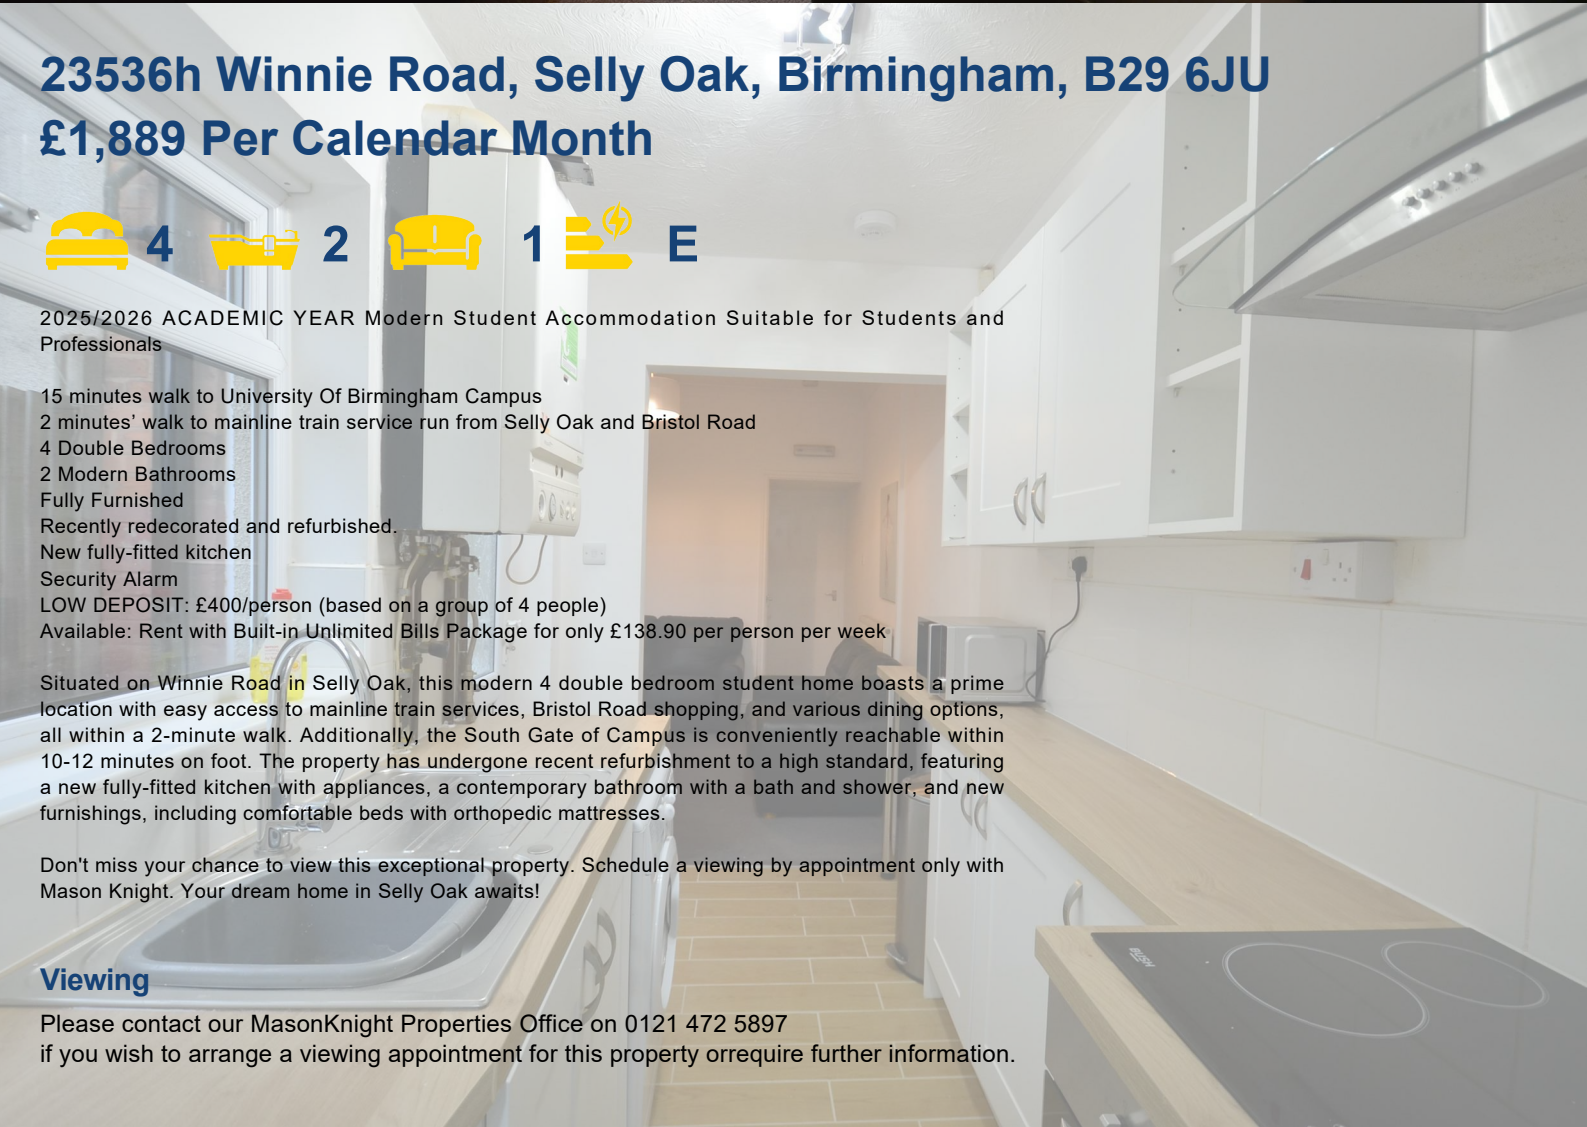 23536h Winnie Road, Selly Oak, Birmingham, B29 6JU
£1,889 Per Calendar Month
4 2 1 E
2025/2026 ACADEMIC YEAR Modern Student Accommodation Suitable for Students and
Professionals
15 minutes walk to University Of Birmingham Campus
2 minutes’ walk to mainline train service run from Selly Oak and Bristol Road
4 Double Bedrooms
2 Modern Bathrooms
Fully Furnished
Recently redecorated and refurbished.
New fully-fitted kitchen
Security Alarm
LOW DEPOSIT: £400/person (based on a group of 4 people)
Available: Rent with Built-in Unlimited Bills Package for only £138.90 per person per week
Situated on Winnie Road in Selly Oak, this modern 4 double bedroom student home boasts a prime
location with easy access to mainline train services, Bristol Road shopping, and various dining options,
all within a 2-minute walk. Additionally, the South Gate of Campus is conveniently reachable within
10-12 minutes on foot. The property has undergone recent refurbishment to a high standard, featuring
a new fully-fitted kitchen with appliances, a contemporary bathroom with a bath and shower, and new
furnishings, including comfortable beds with orthopedic mattresses.
Don't miss your chance to view this exceptional property. Schedule a viewing by appointment only with
Mason Knight. Your dream home in Selly Oak awaits!
BUSH
Viewing
Please contact our MasonKnight Properties Office on 0121 472 5897
if you wish to arrange a viewing appointment for this property orrequire further information.